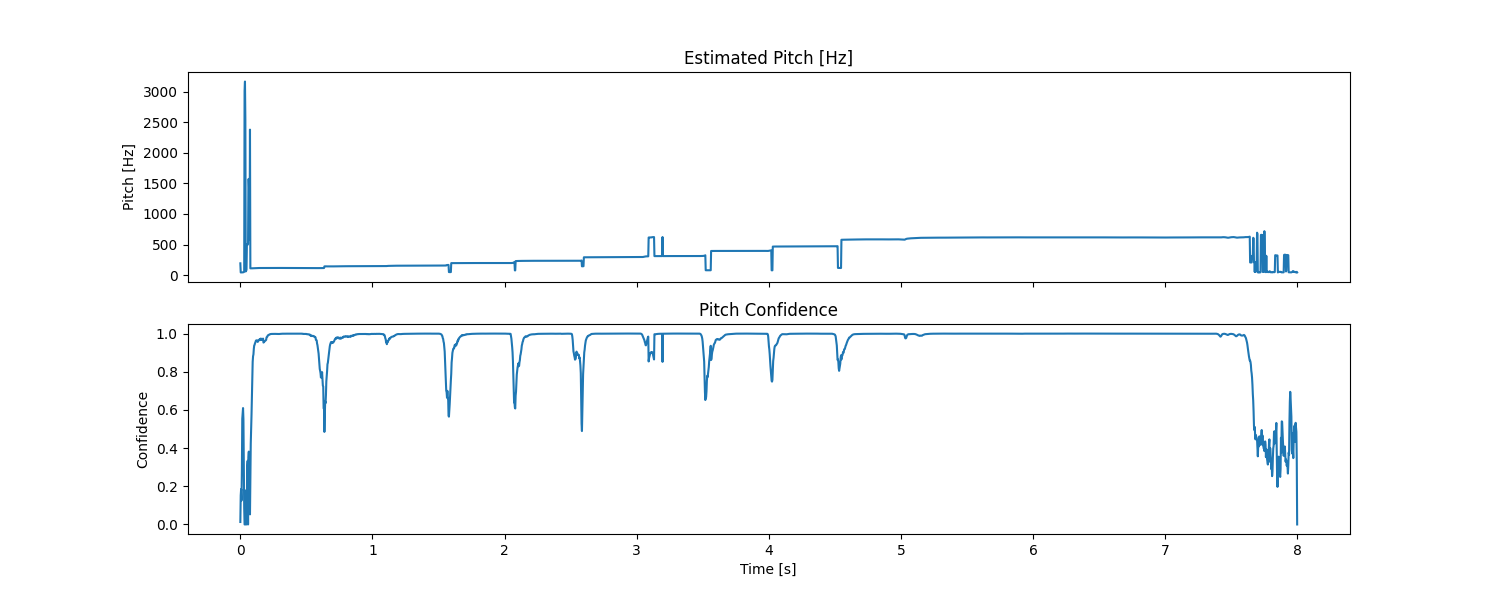 Estimated Pitch [Hz]
3000
2500
2000
1500
1000
500
0
Pitch [Hz]
Pitch Confidence
1.0
0.8
0.6
0.4
0.2
0.0
Confidence
0 1 2 3 4 5 6 7 8
Time [s]